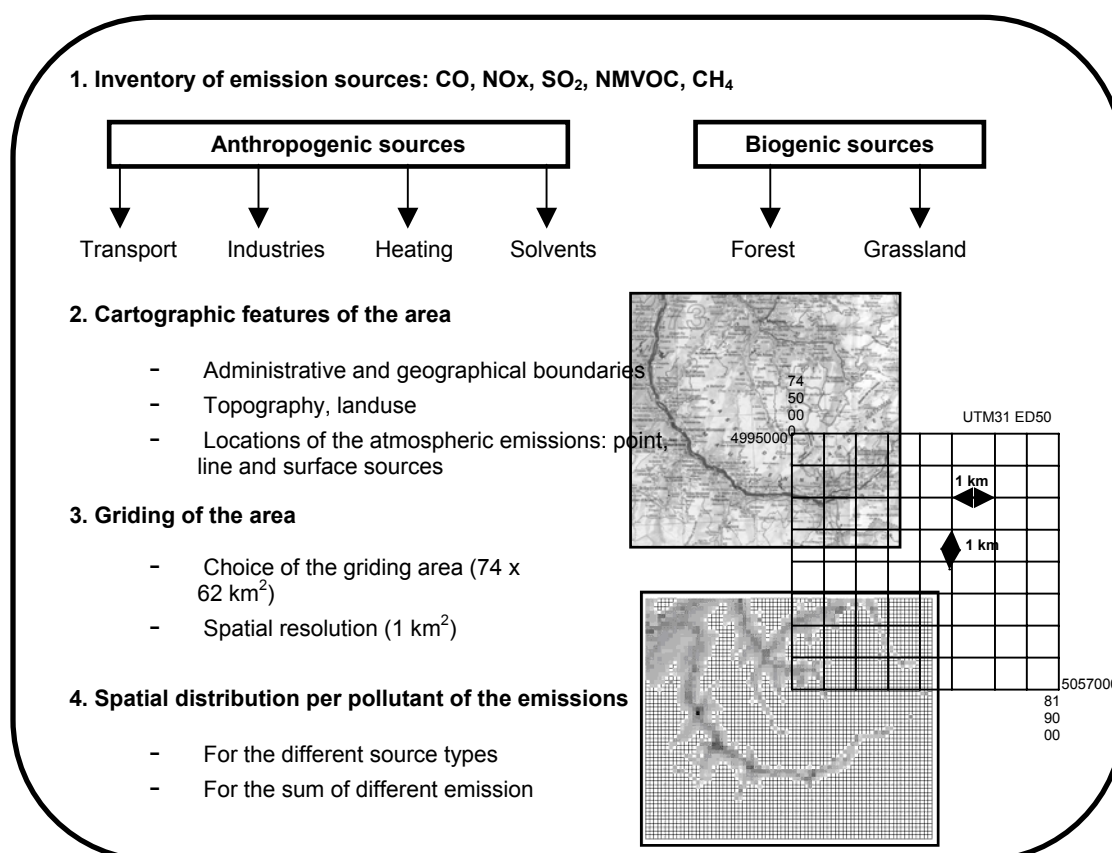 1. Inventory of emission sources: CO, NOx, SO₂, NMVOC, CH₄
Anthropogenic sources
Biogenic sources
Transport
Industries
Heating
Solvents
Forest
Grassland
2. Cartographic features of the area
- Administrative and geographical boundaries
- Topography, landuse
- Locations of the atmospheric emissions: point,
line and surface sources
74
50
00
0
4995000
UTM31 ED50
1 km
1 km
3. Griding of the area
- Choice of the griding area (74 x
62 km²)
- Spatial resolution (1 km²)
5057000
81
90
00
4. Spatial distribution per pollutant of the emissions
- For the different source types
- For the sum of different emission